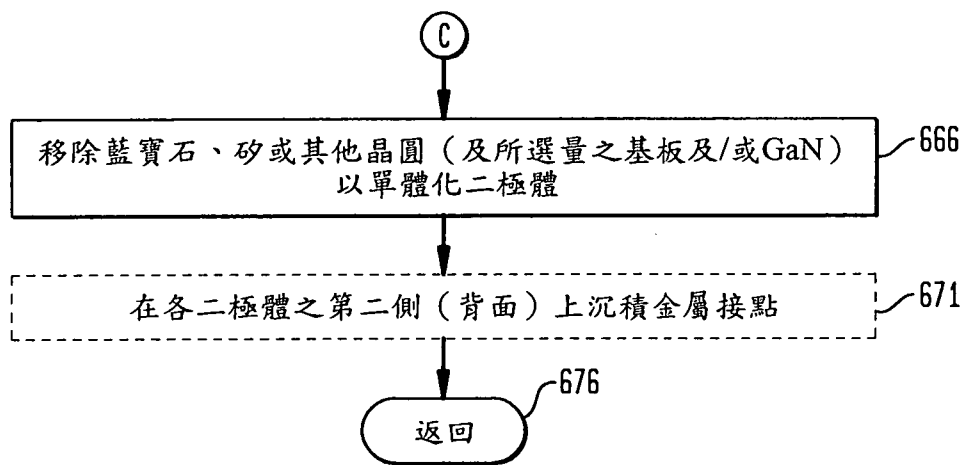 C
移除藍寶石、矽或其他晶圓（及所選量之基板及/或GaN）
以單體化二極體
666
在各二極體之第二側（背面）上沉積金屬接點
671
676
返回